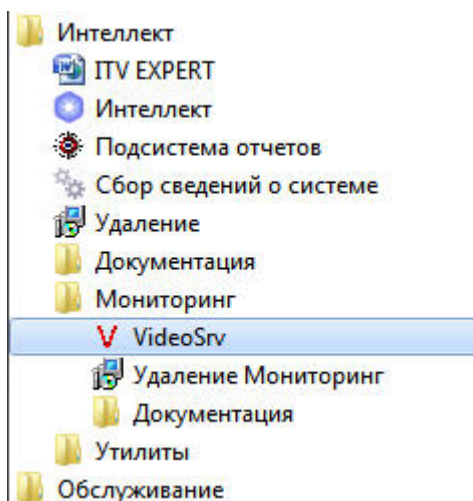 Интеллект
ITV EXPERT
Интеллект
Подсистема отчетов
Сбор сведений о системе
Удаление
Документация
Мониторинг
VideoSrv
Удаление Мониторинг
Документация
Утилиты
Обслуживание